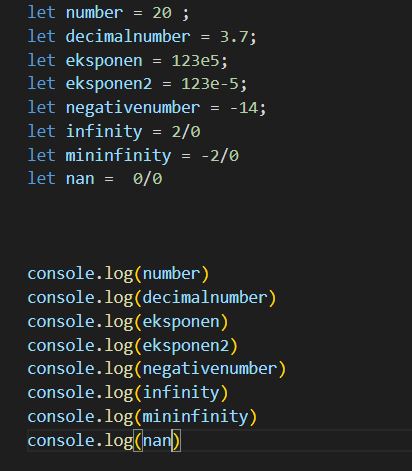 let number = 20 ;
let decimalnumber = 3.7;
let eksponen = 123e5;
let eksponen2 = 123e-5;
let negativenumber = -14;
let infinity = 2/0
let mininfinity = -2/0
let nan =  0/0
console.log(number)
console.log(decimalnumber)
console.log(eksponen)
console.log(eksponen2)
console.log(negativenumber)
console.log(infinity)
console.log(mininfinity)
console.log(nan)